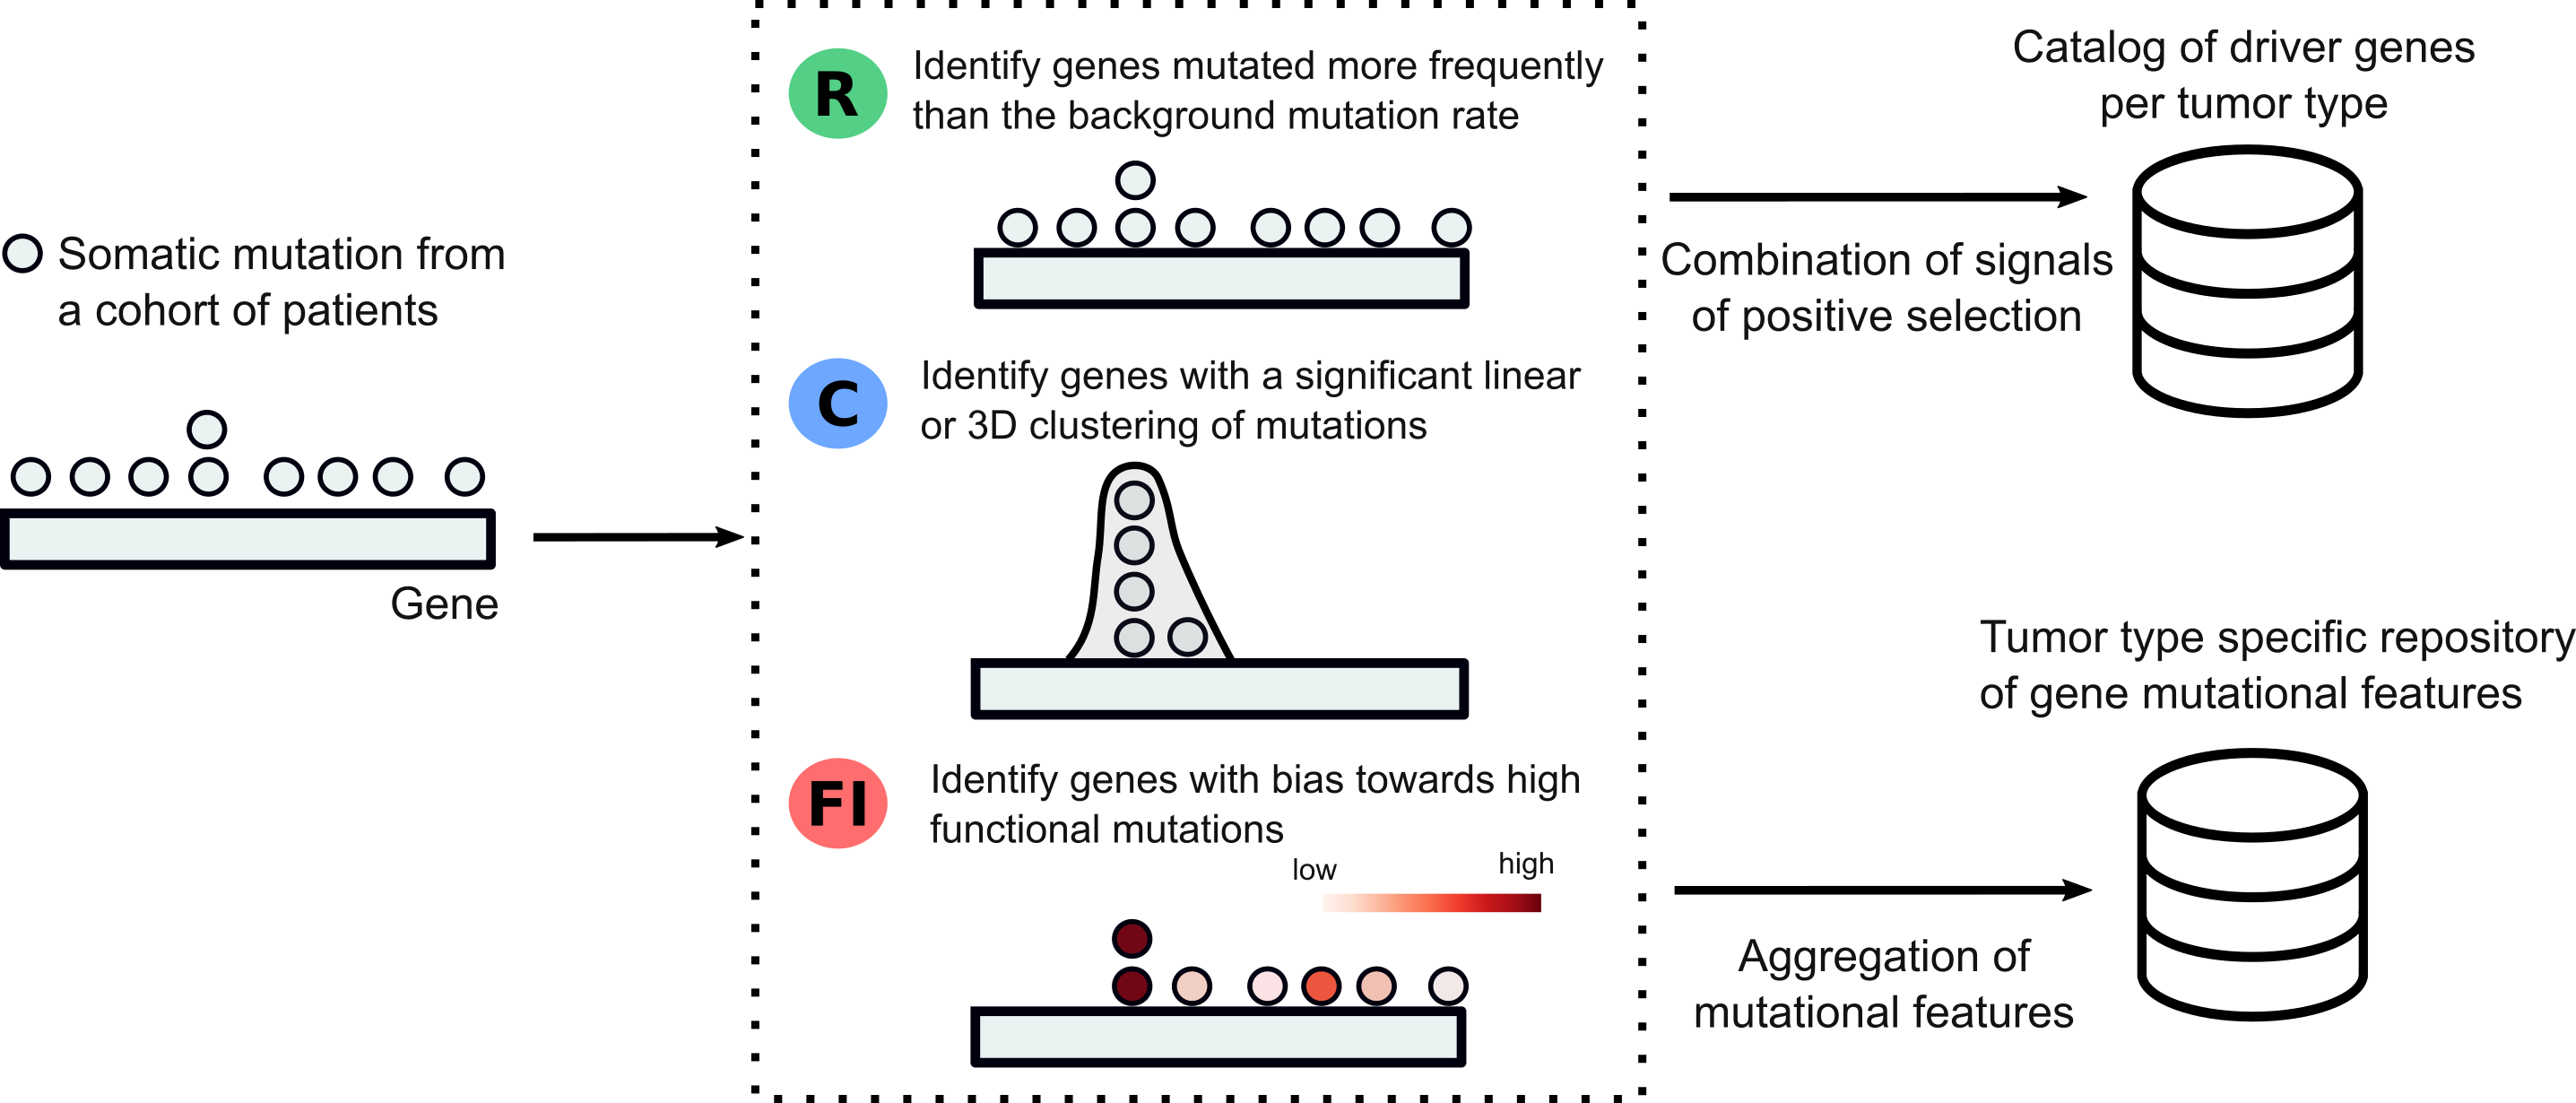 Somatic mutation from
a cohort of patients
Gene
R
Identify genes mutated more frequently
than the background mutation rate
C
Identify genes with a significant linear
or 3D clustering of mutations
FI
Identify genes with bias towards high
functional mutations
low
high
Catalog of driver genes
per tumor type
Combination of signals
of positive selection
Tumor type specific repository
of gene mutational features
Aggregation of
mutational features